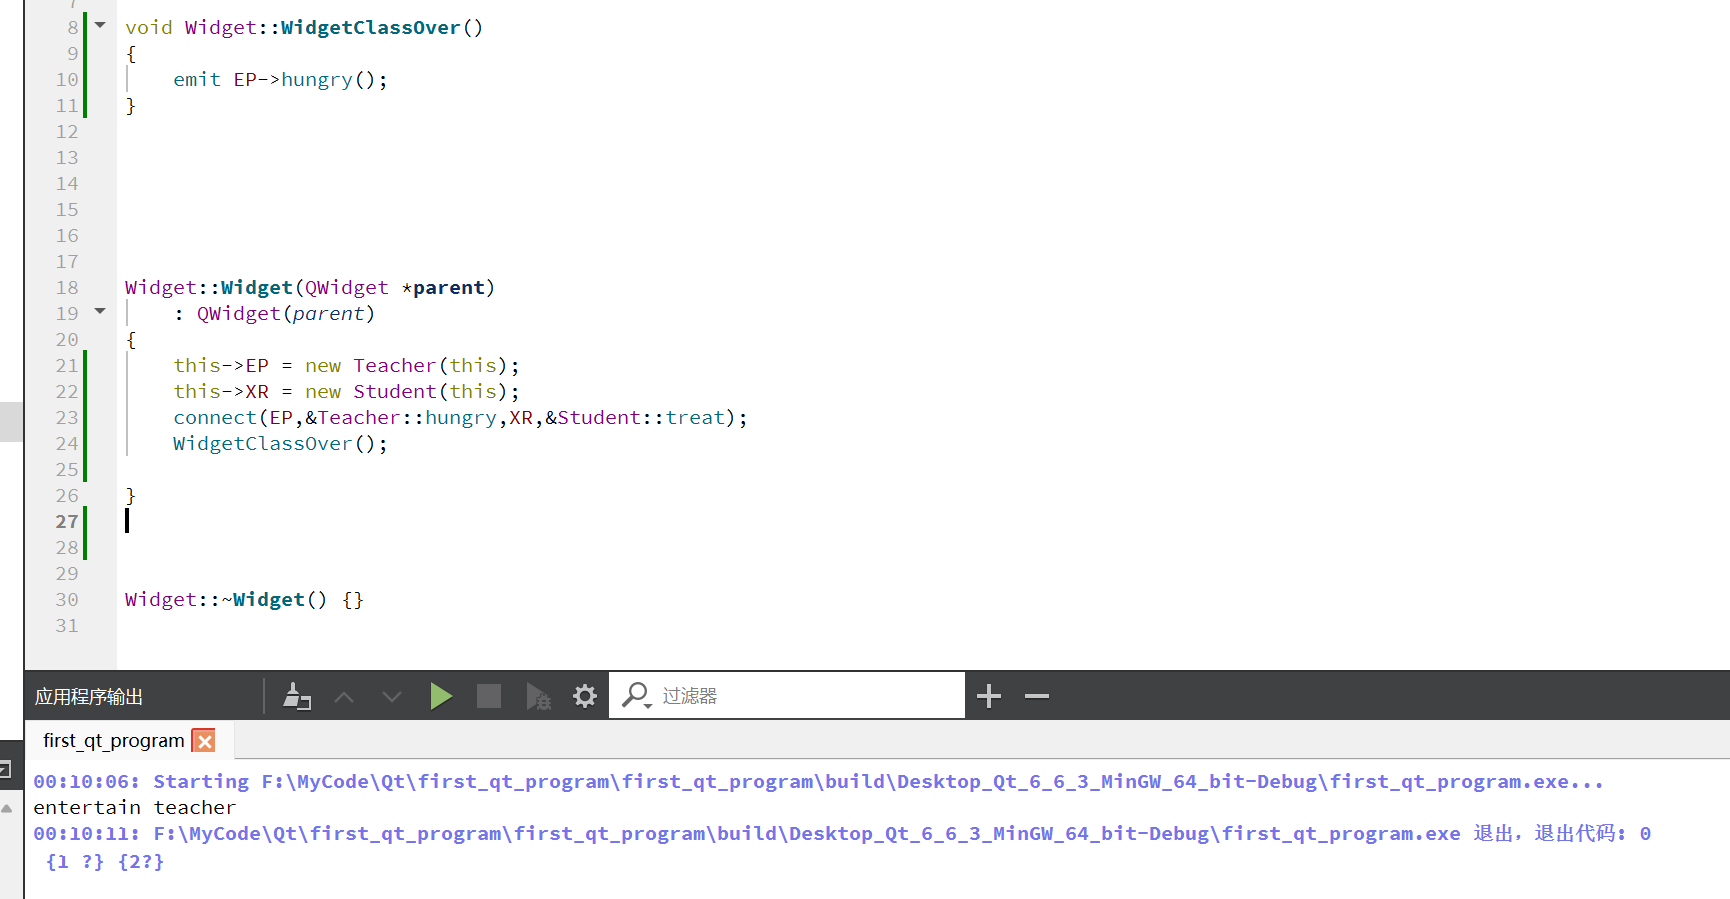 7
8 void Widget::WidgetClassOver()
9 {
10 emit EP->hungry();
11 }
12
13
14
15
16
17
18 Widget::Widget(QWidget *parent)
19 : QWidget(parent)
20 {
21 this->EP = new Teacher(this);
22 this->XR = new Student(this);
23 connect(EP,&Teacher::hungry,XR,&Student::treat);
24 WidgetClassOver();
25
26 }
27
28
29
30 Widget::~Widget() {}
31
应用程序输出 过滤器
first_qt_program
00:10:06: Starting F:\MyCode\Qt\first_qt_program\first_qt_program\build\Desktop_Qt_6_6_3_MinGW_64_bit-Debug\first_qt_program.exe...
entertain teacher
00:10:11: F:\MyCode\Qt\first_qt_program\first_qt_program\build\Desktop_Qt_6_6_3_MinGW_64_bit-Debug\first_qt_program.exe 退出，退出代码: 0
{1 ?} {2?}